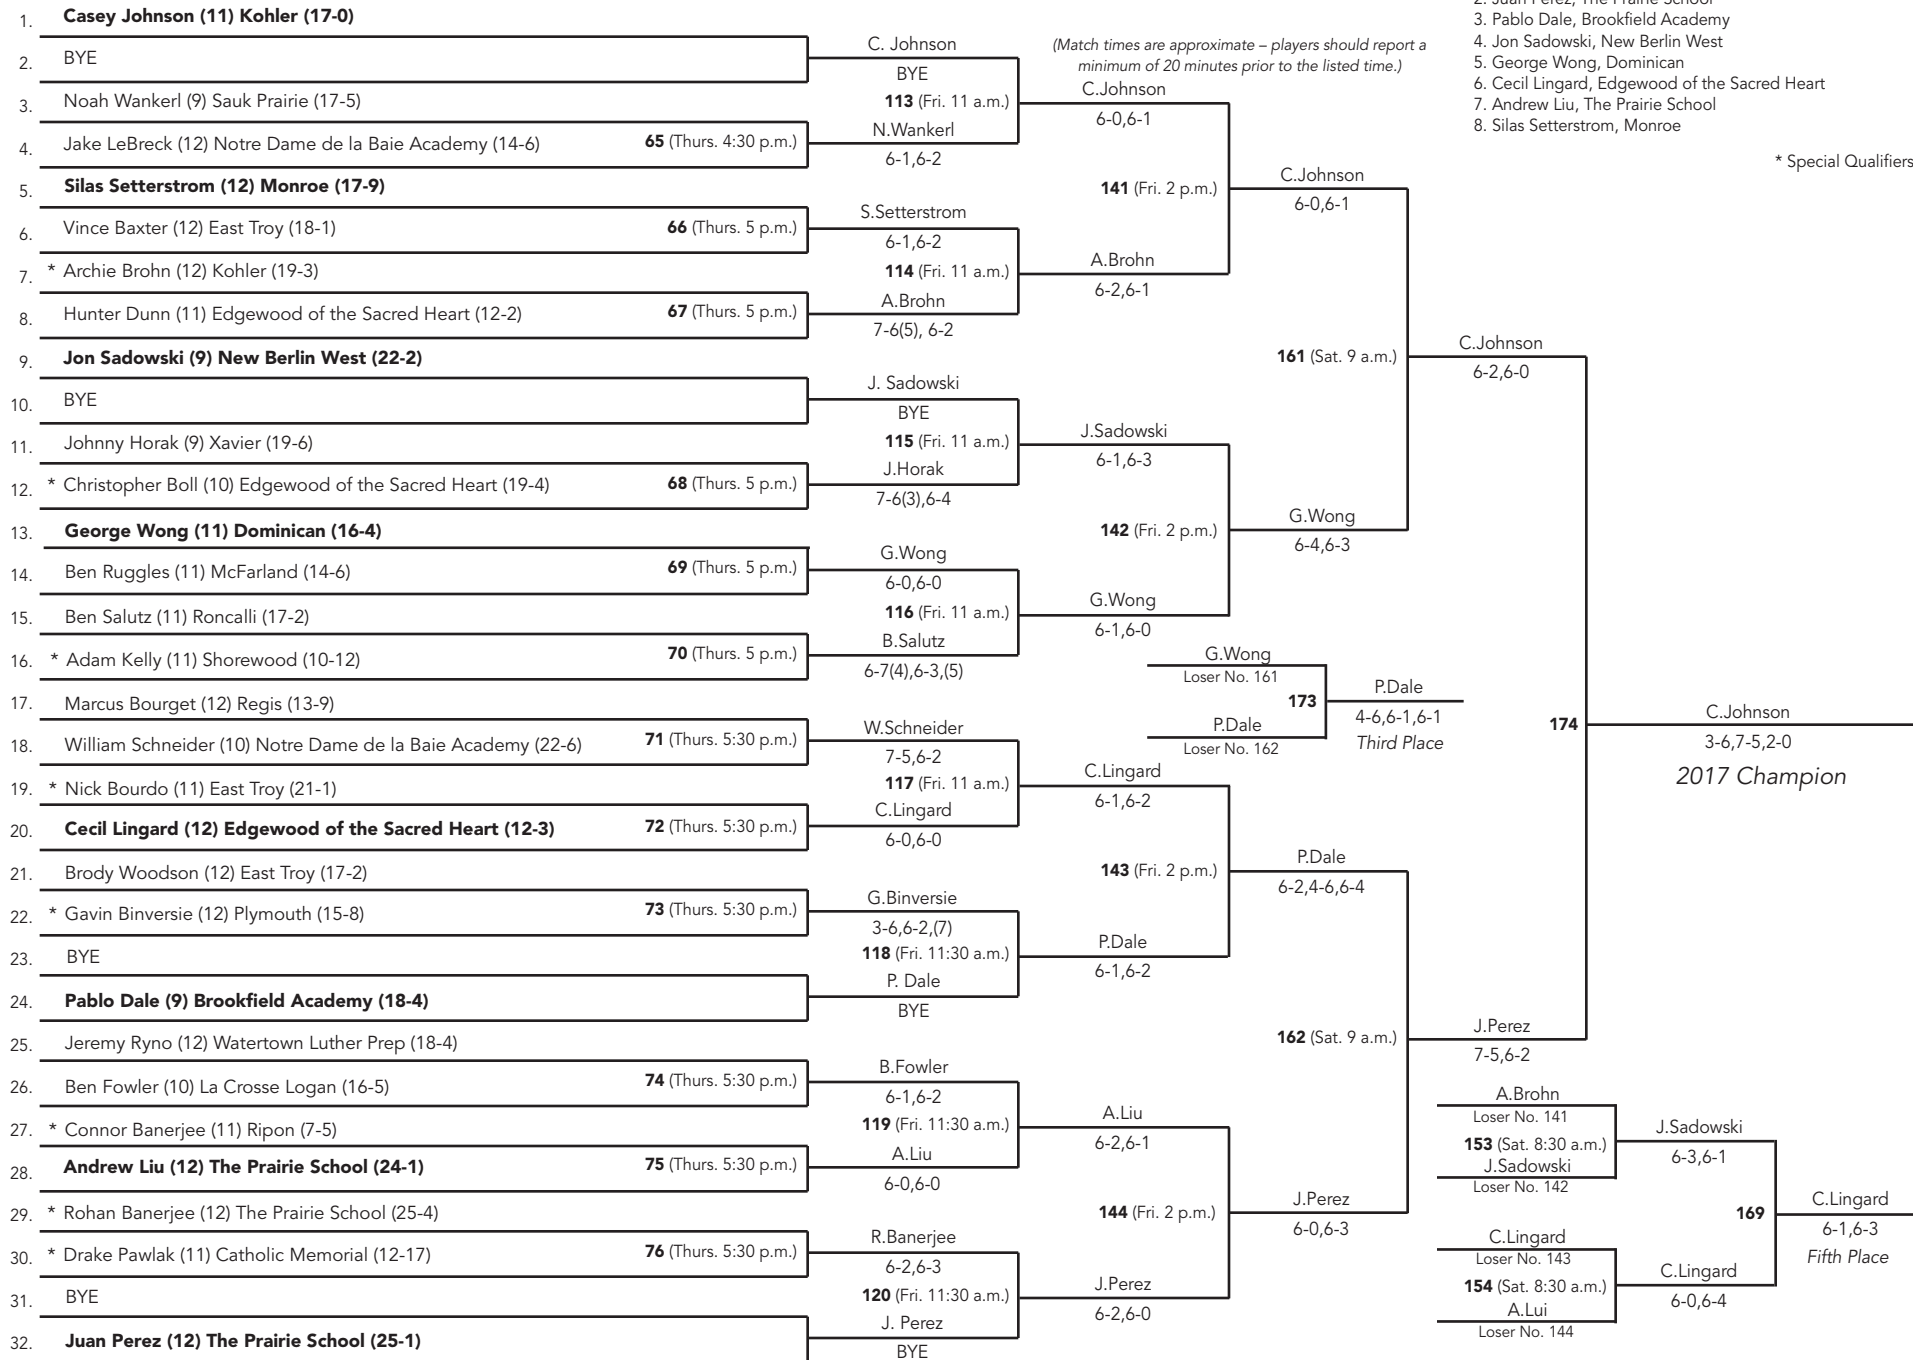 1. Casey Johnson (11) Kohler (17-0)
2. BYE
3. Noah Wankerl (9) Sauk Prairie (17-5)
4. Jake LeBreck (12) Notre Dame de la Baie Academy (14-6) 65 (Thurs. 4:30 p.m.)
5. Silas Setterstrom (12) Monroe (17-9)
6. Vince Baxter (12) East Troy (18-1) 66 (Thurs. 5 p.m.)
7. * Archie Brohn (12) Kohler (19-3)
8. Hunter Dunn (11) Edgewood of the Sacred Heart (12-2) 67 (Thurs. 5 p.m.)
9. Jon Sadowski (9) New Berlin West (22-2)
10. BYE
11. Johnny Horak (9) Xavier (19-6)
12. * Christopher Boll (10) Edgewood of the Sacred Heart (19-4) 68 (Thurs. 5 p.m.)
13. George Wong (11) Dominican (16-4)
14. Ben Ruggles (11) McFarland (14-6) 69 (Thurs. 5 p.m.)
15. Ben Salutz (11) Roncalli (17-2)
16. * Adam Kelly (11) Shorewood (10-12) 70 (Thurs. 5 p.m.)
17. Marcus Bourget (12) Regis (13-9)
18. William Schneider (10) Notre Dame de la Baie Academy (22-6) 71 (Thurs. 5:30 p.m.)
19. * Nick Bourdo (11) East Troy (21-1)
20. Cecil Lingard (12) Edgewood of the Sacred Heart (12-3) 72 (Thurs. 5:30 p.m.)
21. Brody Woodson (12) East Troy (17-2)
22. * Gavin Binversie (12) Plymouth (15-8) 73 (Thurs. 5:30 p.m.)
23. BYE
24. Pablo Dale (9) Brookfield Academy (18-4)
25. Jeremy Ryno (12) Watertown Luther Prep (18-4)
26. Ben Fowler (10) La Crosse Logan (16-5) 74 (Thurs. 5:30 p.m.)
27. * Connor Banerjee (11) Ripon (7-5)
28. Andrew Liu (12) The Prairie School (24-1) 75 (Thurs. 5:30 p.m.)
29. * Rohan Banerjee (12) The Prairie School (25-4)
30. * Drake Pawlak (11) Catholic Memorial (12-17) 76 (Thurs. 5:30 p.m.)
31. BYE
32. Juan Perez (12) The Prairie School (25-1)
C. Johnson
BYE
113 (Fri. 11 a.m.)
N.Wankerl
6-1,6-2
S.Setterstrom
6-1,6-2
114 (Fri. 11 a.m.)
A.Brohn
7-6(5), 6-2
J. Sadowski
BYE
115 (Fri. 11 a.m.)
J.Horak
7-6(3),6-4
G.Wong
6-0,6-0
116 (Fri. 11 a.m.)
B.Salutz
6-7(4),6-3,(5)
W.Schneider
7-5,6-2
117 (Fri. 11 a.m.)
C.Lingard
6-0,6-0
G.Binversie
3-6,6-2,(7)
118 (Fri. 11:30 a.m.)
P. Dale
BYE
B.Fowler
6-1,6-2
119 (Fri. 11:30 a.m.)
A.Liu
6-0,6-0
R.Banerjee
6-2,6-3
120 (Fri. 11:30 a.m.)
J. Perez
BYE
(Match times are approximate – players should report a
minimum of 20 minutes prior to the listed time.)
C.Johnson
6-0,6-1
141 (Fri. 2 p.m.)
A.Brohn
6-2,6-1
J.Sadowski
6-1,6-3
142 (Fri. 2 p.m.)
G.Wong
6-1,6-0
C.Lingard
6-1,6-2
143 (Fri. 2 p.m.)
P.Dale
6-1,6-2
A.Liu
6-2,6-1
144 (Fri. 2 p.m.)
J.Perez
6-2,6-0
C.Johnson
6-0,6-1
161 (Sat. 9 a.m.)
G.Wong
6-4,6-3
G.Wong
Loser No. 161
173
P.Dale
Loser No. 162
P.Dale
4-6,6-1,6-1
Third Place
P.Dale
6-2,4-6,6-4
162 (Sat. 9 a.m.)
J.Perez
6-0,6-3
2. Juan Perez, The Prairie School
3. Pablo Dale, Brookfield Academy
4. Jon Sadowski, New Berlin West
5. George Wong, Dominican
6. Cecil Lingard, Edgewood of the Sacred Heart
7. Andrew Liu, The Prairie School
8. Silas Setterstrom, Monroe
* Special Qualifiers
C.Johnson
6-2,6-0
174
J.Perez
7-5,6-2
C.Johnson
3-6,7-5,2-0
2017 Champion
A.Brohn
Loser No. 141
153 (Sat. 8:30 a.m.)
J.Sadowski
Loser No. 142
J.Sadowski
6-3,6-1
169
C.Lingard
Loser No. 143
154 (Sat. 8:30 a.m.)
A.Lui
Loser No. 144
C.Lingard
6-0,6-4
C.Lingard
6-1,6-3
Fifth Place